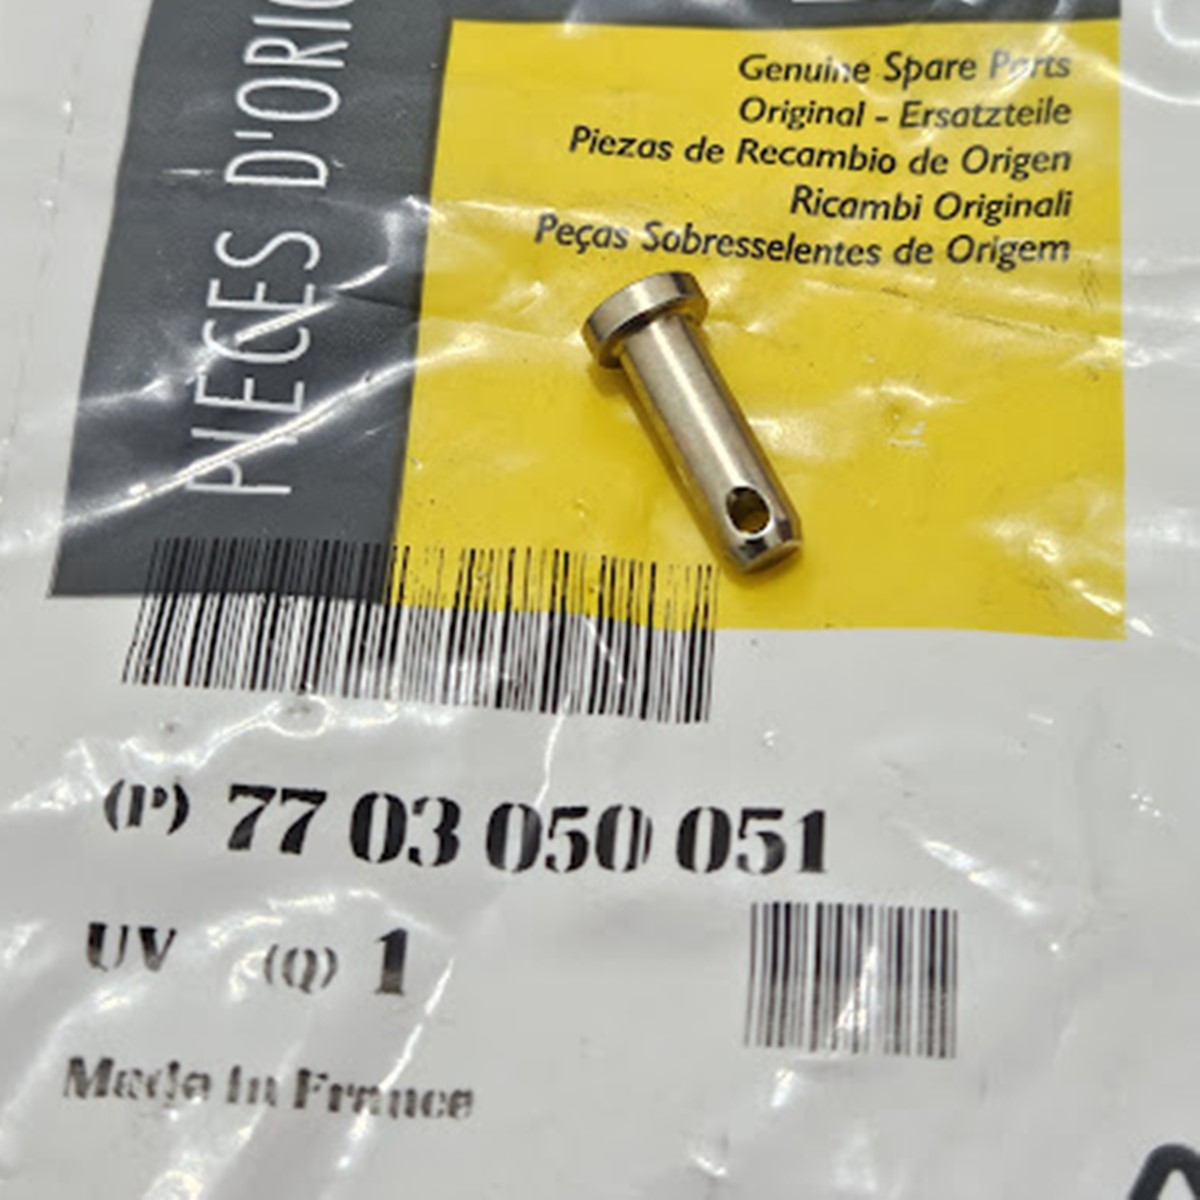 PIECES D'ORIG
Genuine Spare Parts
Original - Ersatzteile
Piezas de Recambio de Origen
Ricambi Originali
Peças Sobresselentes de Origem
(P) 77 03 050 051
UV (Q) 1
Made in France